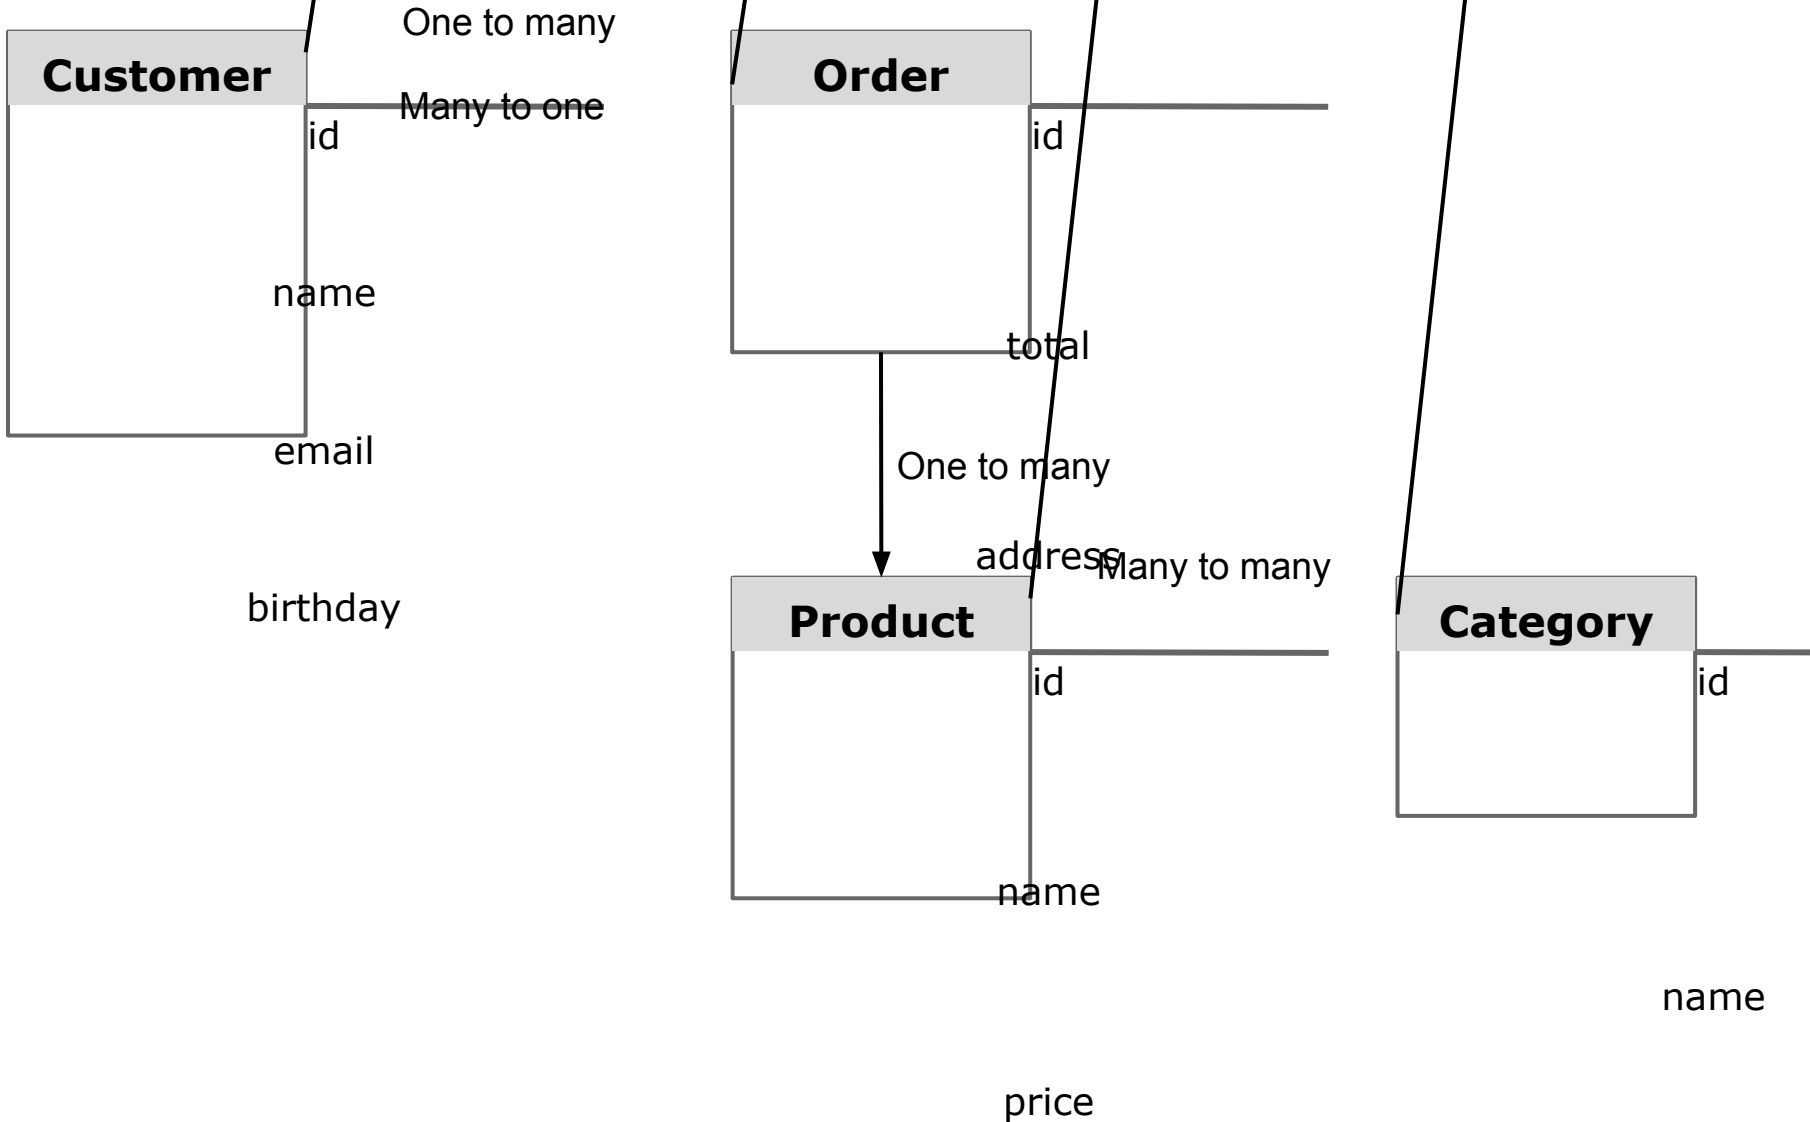 One to many
Customer
Order
Many to one
id
id
name
total
email
One to many
address
Many to many
birthday
Product
Category
id
id
name
name
price